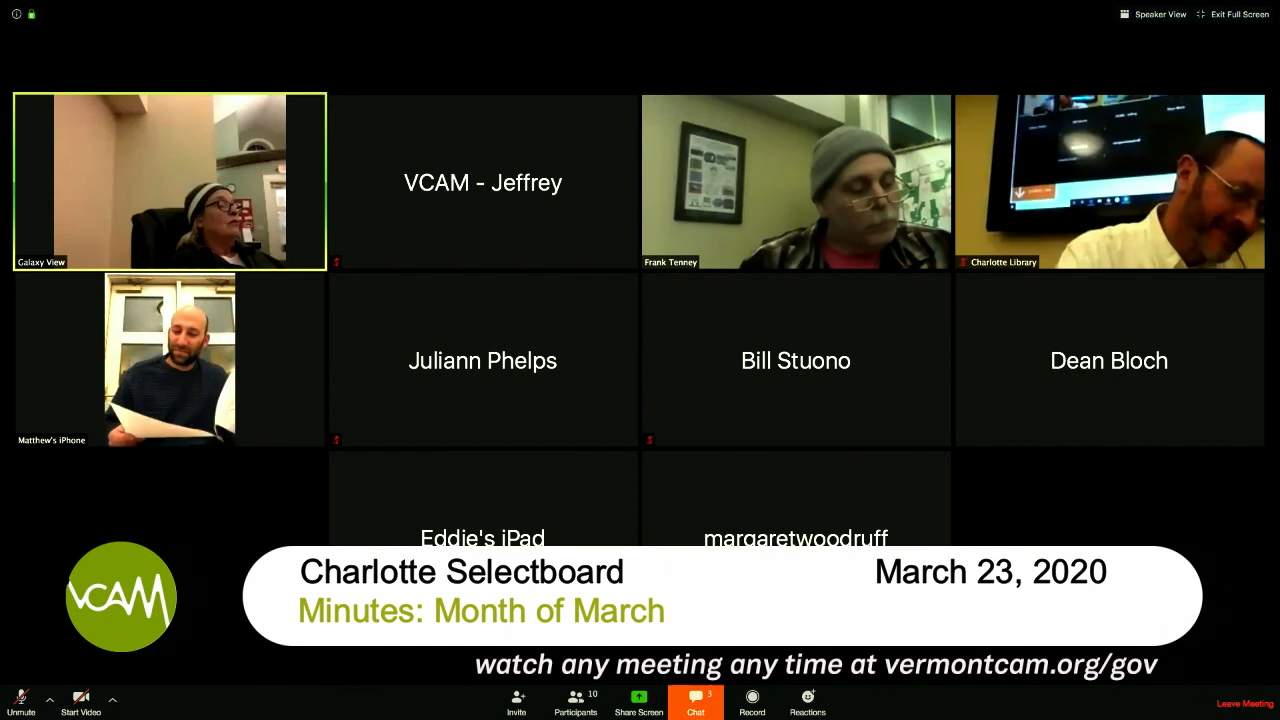 Speaker View
Exit Full Screen
Galaxy View
VCAM - Jeffrey
Frank Tenney
Charlotte Library
Matthew's iPhone
Juliann Phelps
Bill Stuono
Dean Bloch
Eddie's iPad
margaretwoodruff
VCAM
Charlotte Selectboard
March 23, 2020
Minutes: Month of March
watch any meeting any time at vermontcam.org/gov
Unmute
Start Video
Invite
10
Participants
Share Screen
3
Chat
Record
Reactions
Leave Meeting